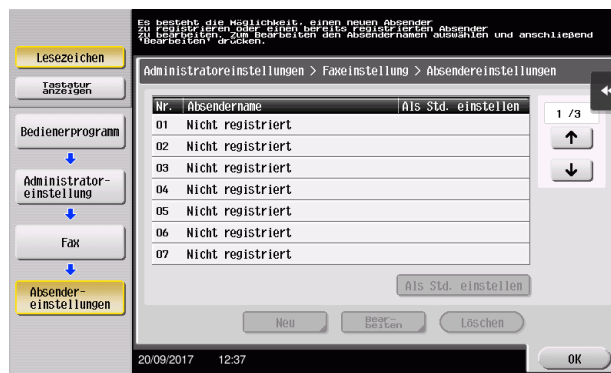 Es besteht die Möglichkeit, einen neuen Absender
zu registrieren oder einen bereits registrierten Absender
zu bearbeiten. Zum Bearbeiten den Absendernamen auswählen und anschließend
'Bearbeiten' drücken.
Lesezeichen
Tastatur
anzeigen
Bedienerprogramm
Administrator-
einstellung
Fax
Absender-
einstellungen
Administratoreinstellungen > Faxeinstellung > Absendereinstellungen
Nr. Absendername Als Std. einstellen
01 Nicht registriert
02 Nicht registriert
03 Nicht registriert
04 Nicht registriert
05 Nicht registriert
06 Nicht registriert
07 Nicht registriert
1 /3
Als Std. einstellen
Neu
Bear-
beiten
Löschen
20/09/2017 12:37
OK